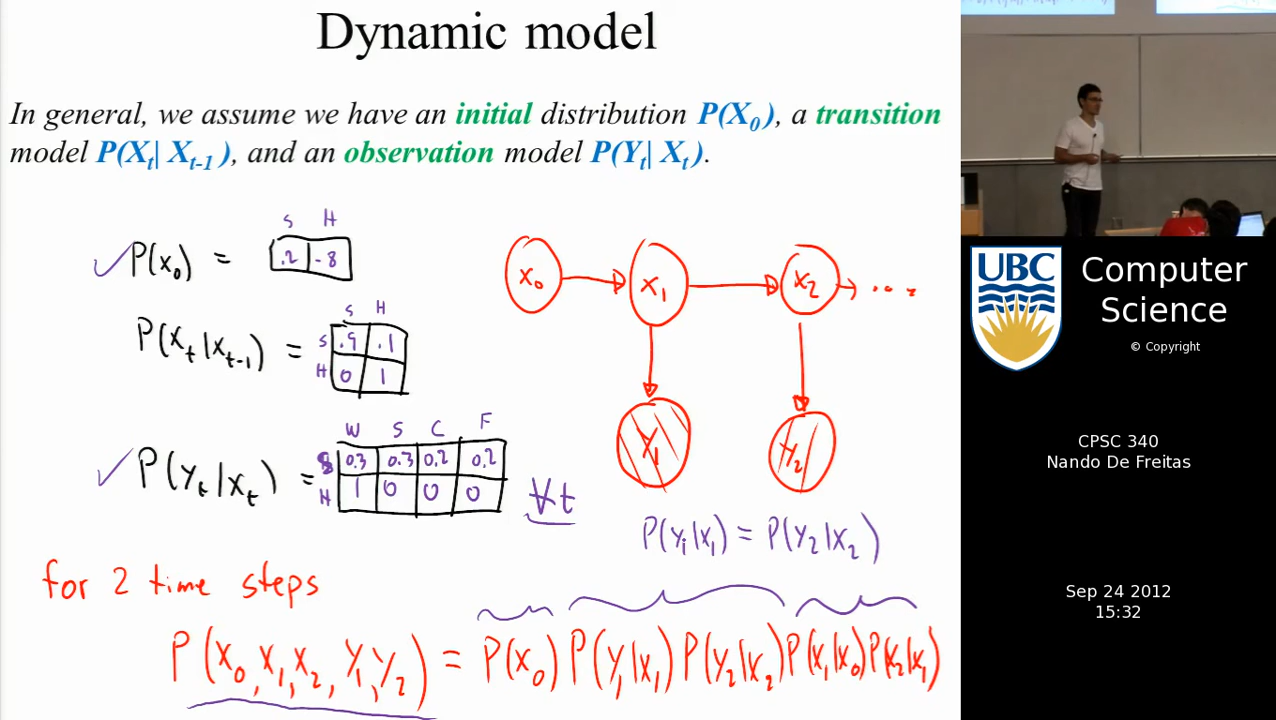 Dynamic model
In general, we assume we have an initial distribution P(X₀), a transition
model P(Xₜ| Xₜ₋₁), and an observation model P(Yₜ| Xₜ).
S H
P(x₀) = .2 .8
S H
P(xₜ|xₜ₋₁) = S .9 .1
H 0 1
W S C F
P(yₜ|xₜ) = S 0.3 0.3 0.2 0.2
H 1 0 0 0
∀t
x₀ x₁ x₂ ...
Y₁ Y₂
P(y₁|x₁) = P(y₂|x₂)
for 2 time steps
P(x₀,x₁,x₂,y₁,y₂) = P(x₀) P(y₁|x₁) P(y₂|x₂) P(x₁|x₀) P(x₂|x₁)
UBC
Computer
Science
© Copyright
CPSC 340
Nando De Freitas
Sep 24 2012
15:32